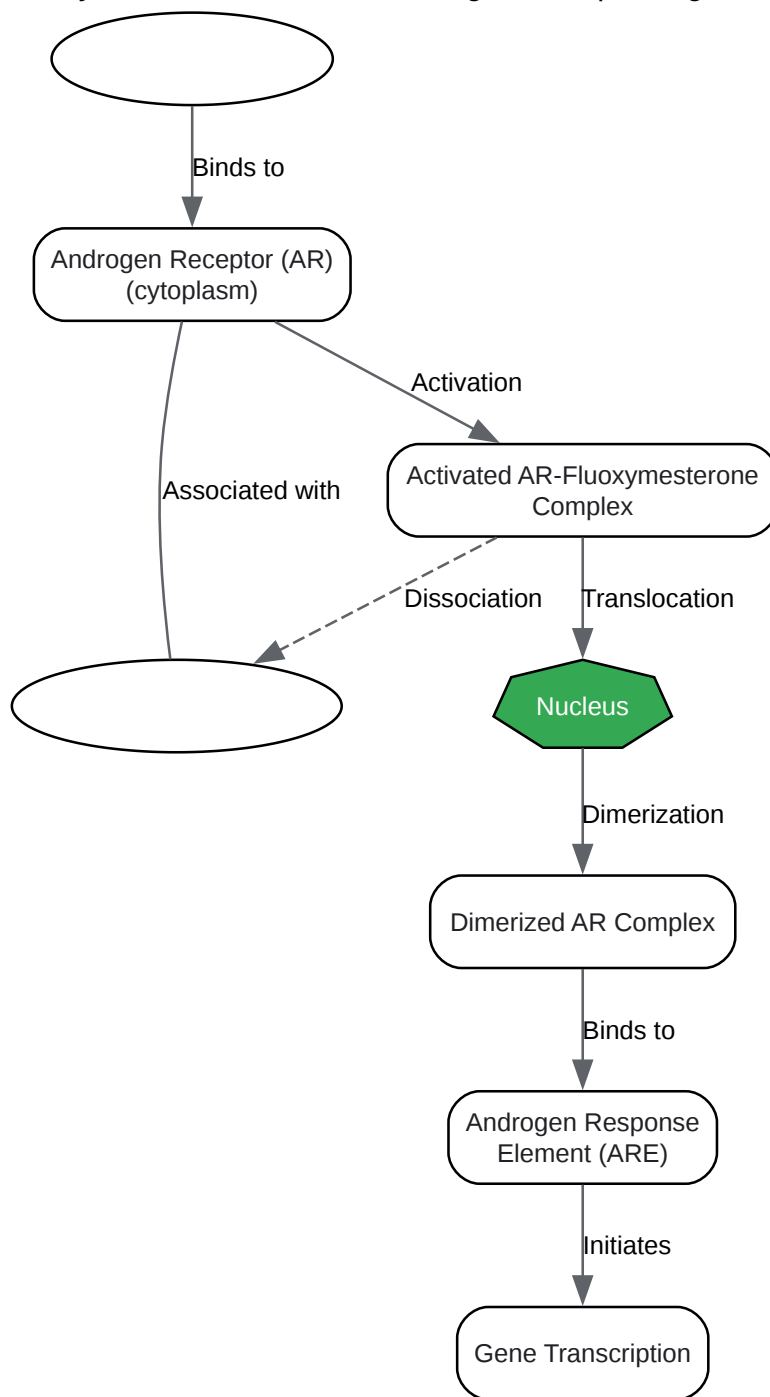 Binds to
Androgen Receptor (AR)
(cytoplasm)
Activation
Activated AR-Fluoxymesterone
Complex
Associated with
Dissociation
Translocation
Nucleus
Dimerization
Dimerized AR Complex
Binds to
Androgen Response
Element (ARE)
Initiates
Gene Transcription